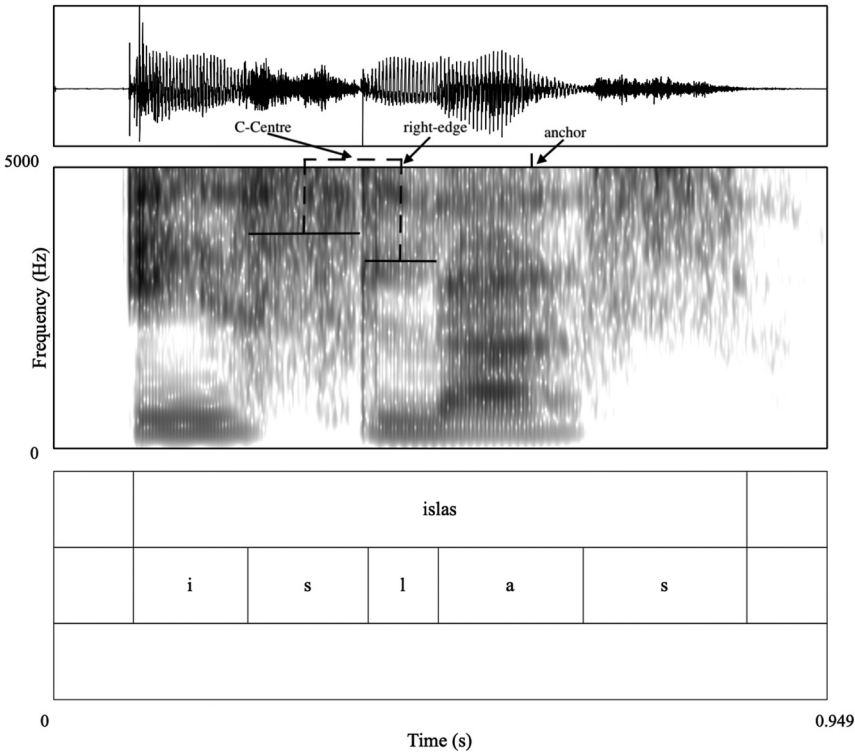 C-Centre right-edge anchor
5000
Frequency (Hz)
0
islas
i s l a s
0 0.949
Time (s)